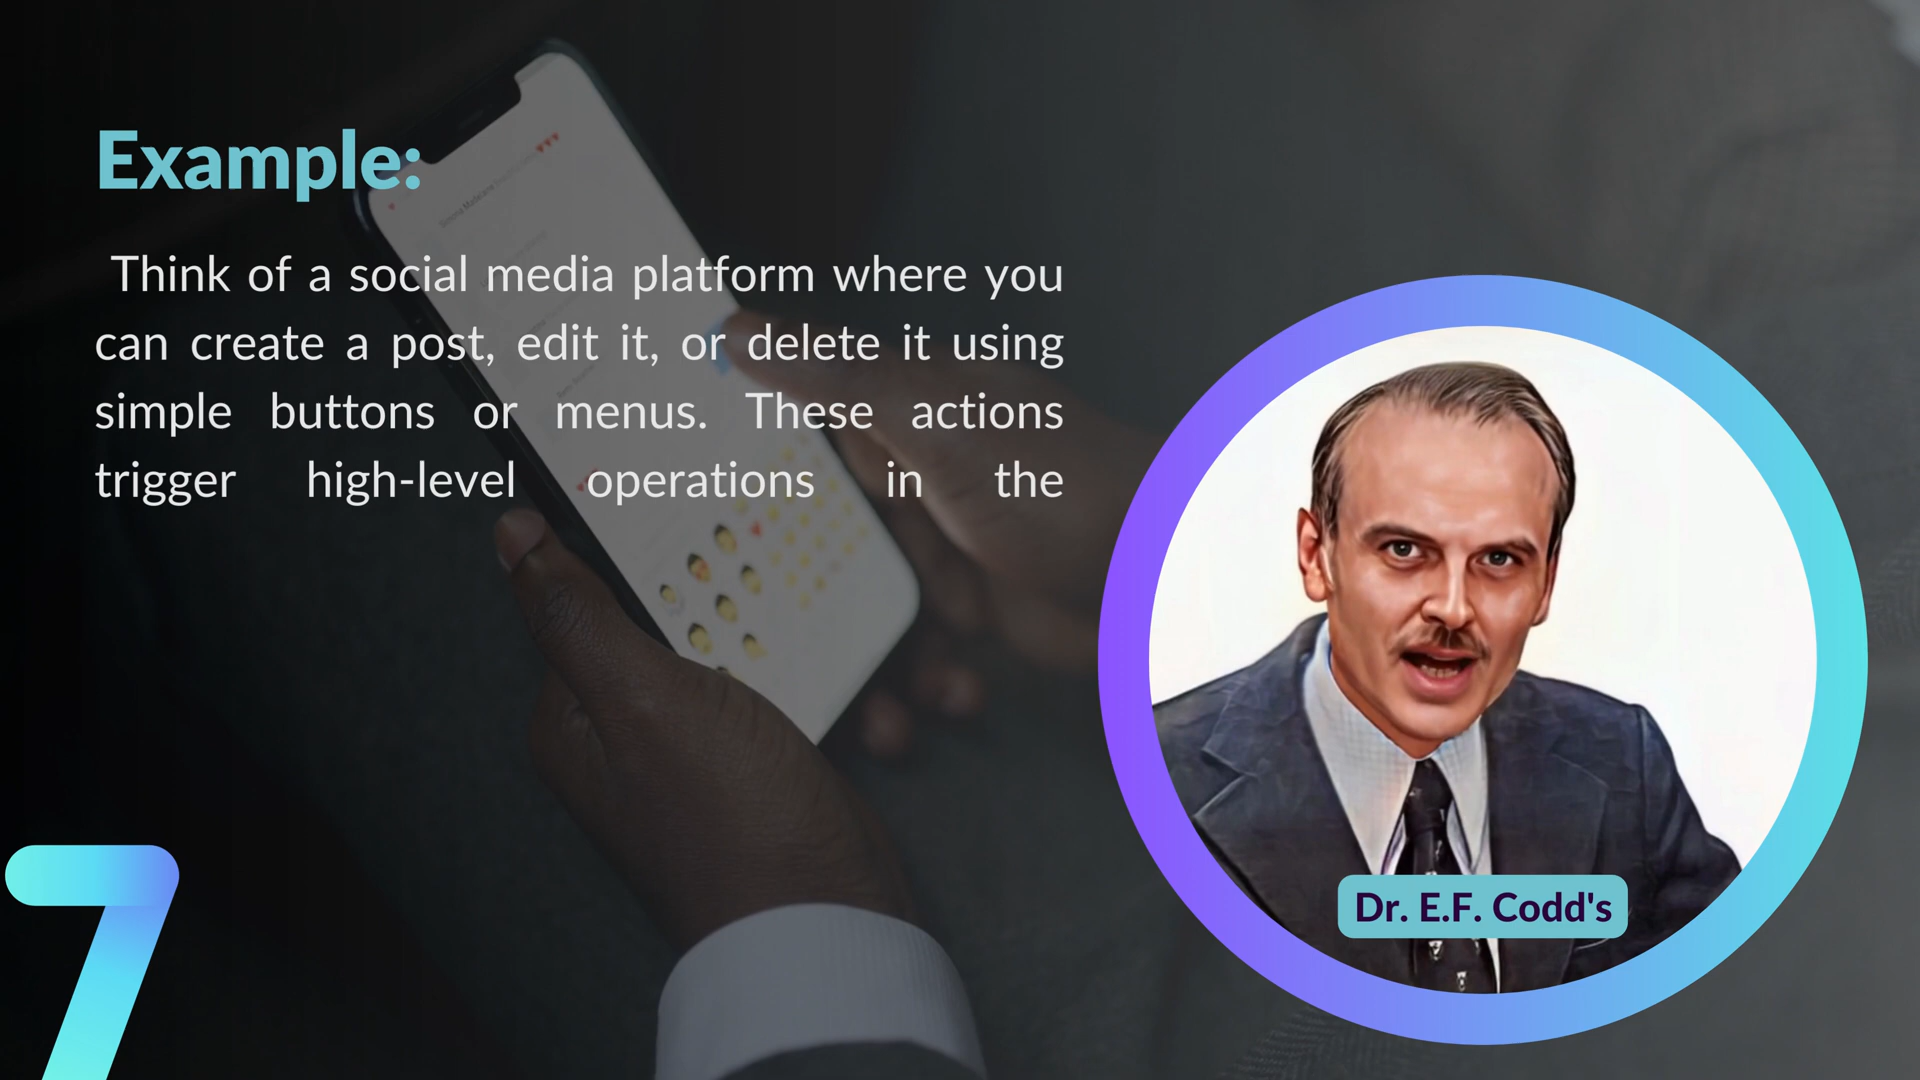 Example:
Think of a social media platform where you
can create a post, edit it, or delete it using
simple buttons or menus. These actions
trigger high-level operations in the
Dr. E.F. Codd's
7